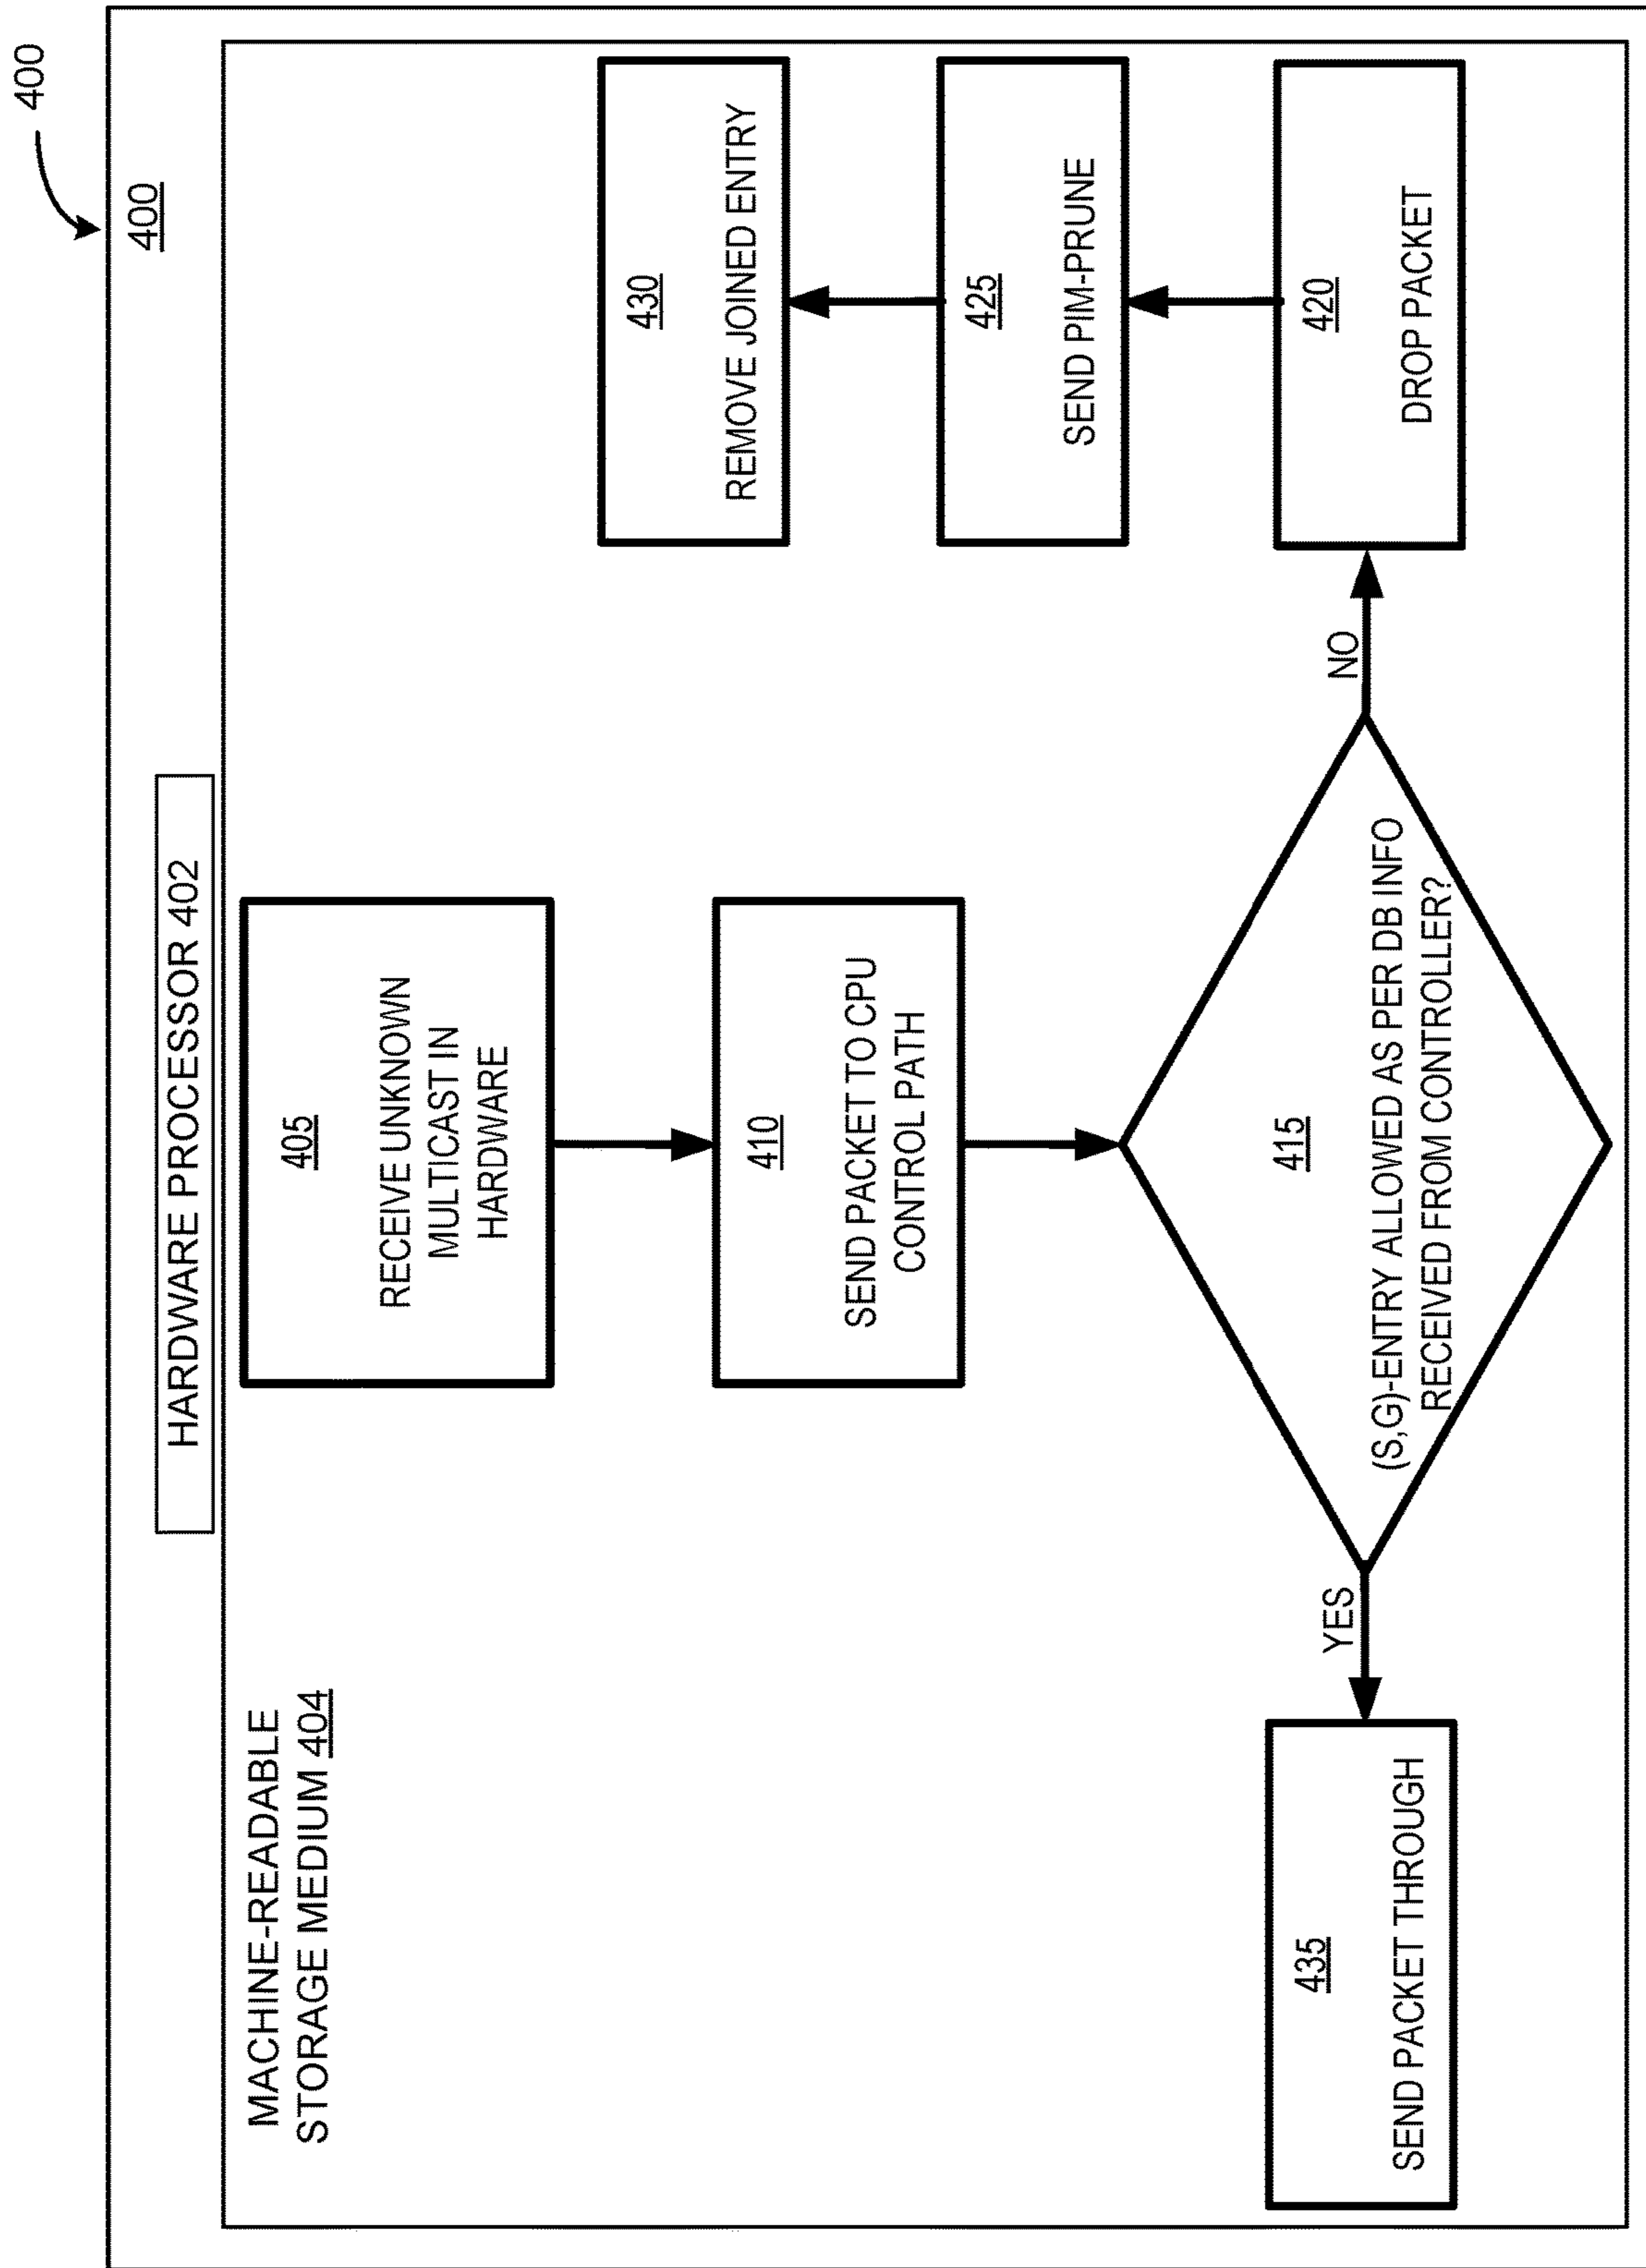 400
400
HARDWARE PROCESSOR 402
MACHINE-READABLE
STORAGE MEDIUM 404
405
RECEIVE UNKNOWN
MULTICAST IN
HARDWARE
410
SEND PACKET TO CPU
CONTROL PATH
415
(S,G)-ENTRY ALLOWED AS PER DB INFO
RECEIVED FROM CONTROLLER?
YES
NO
435
SEND PACKET THROUGH
420
DROP PACKET
425
SEND PIM-PRUNE
430
REMOVE JOINED ENTRY